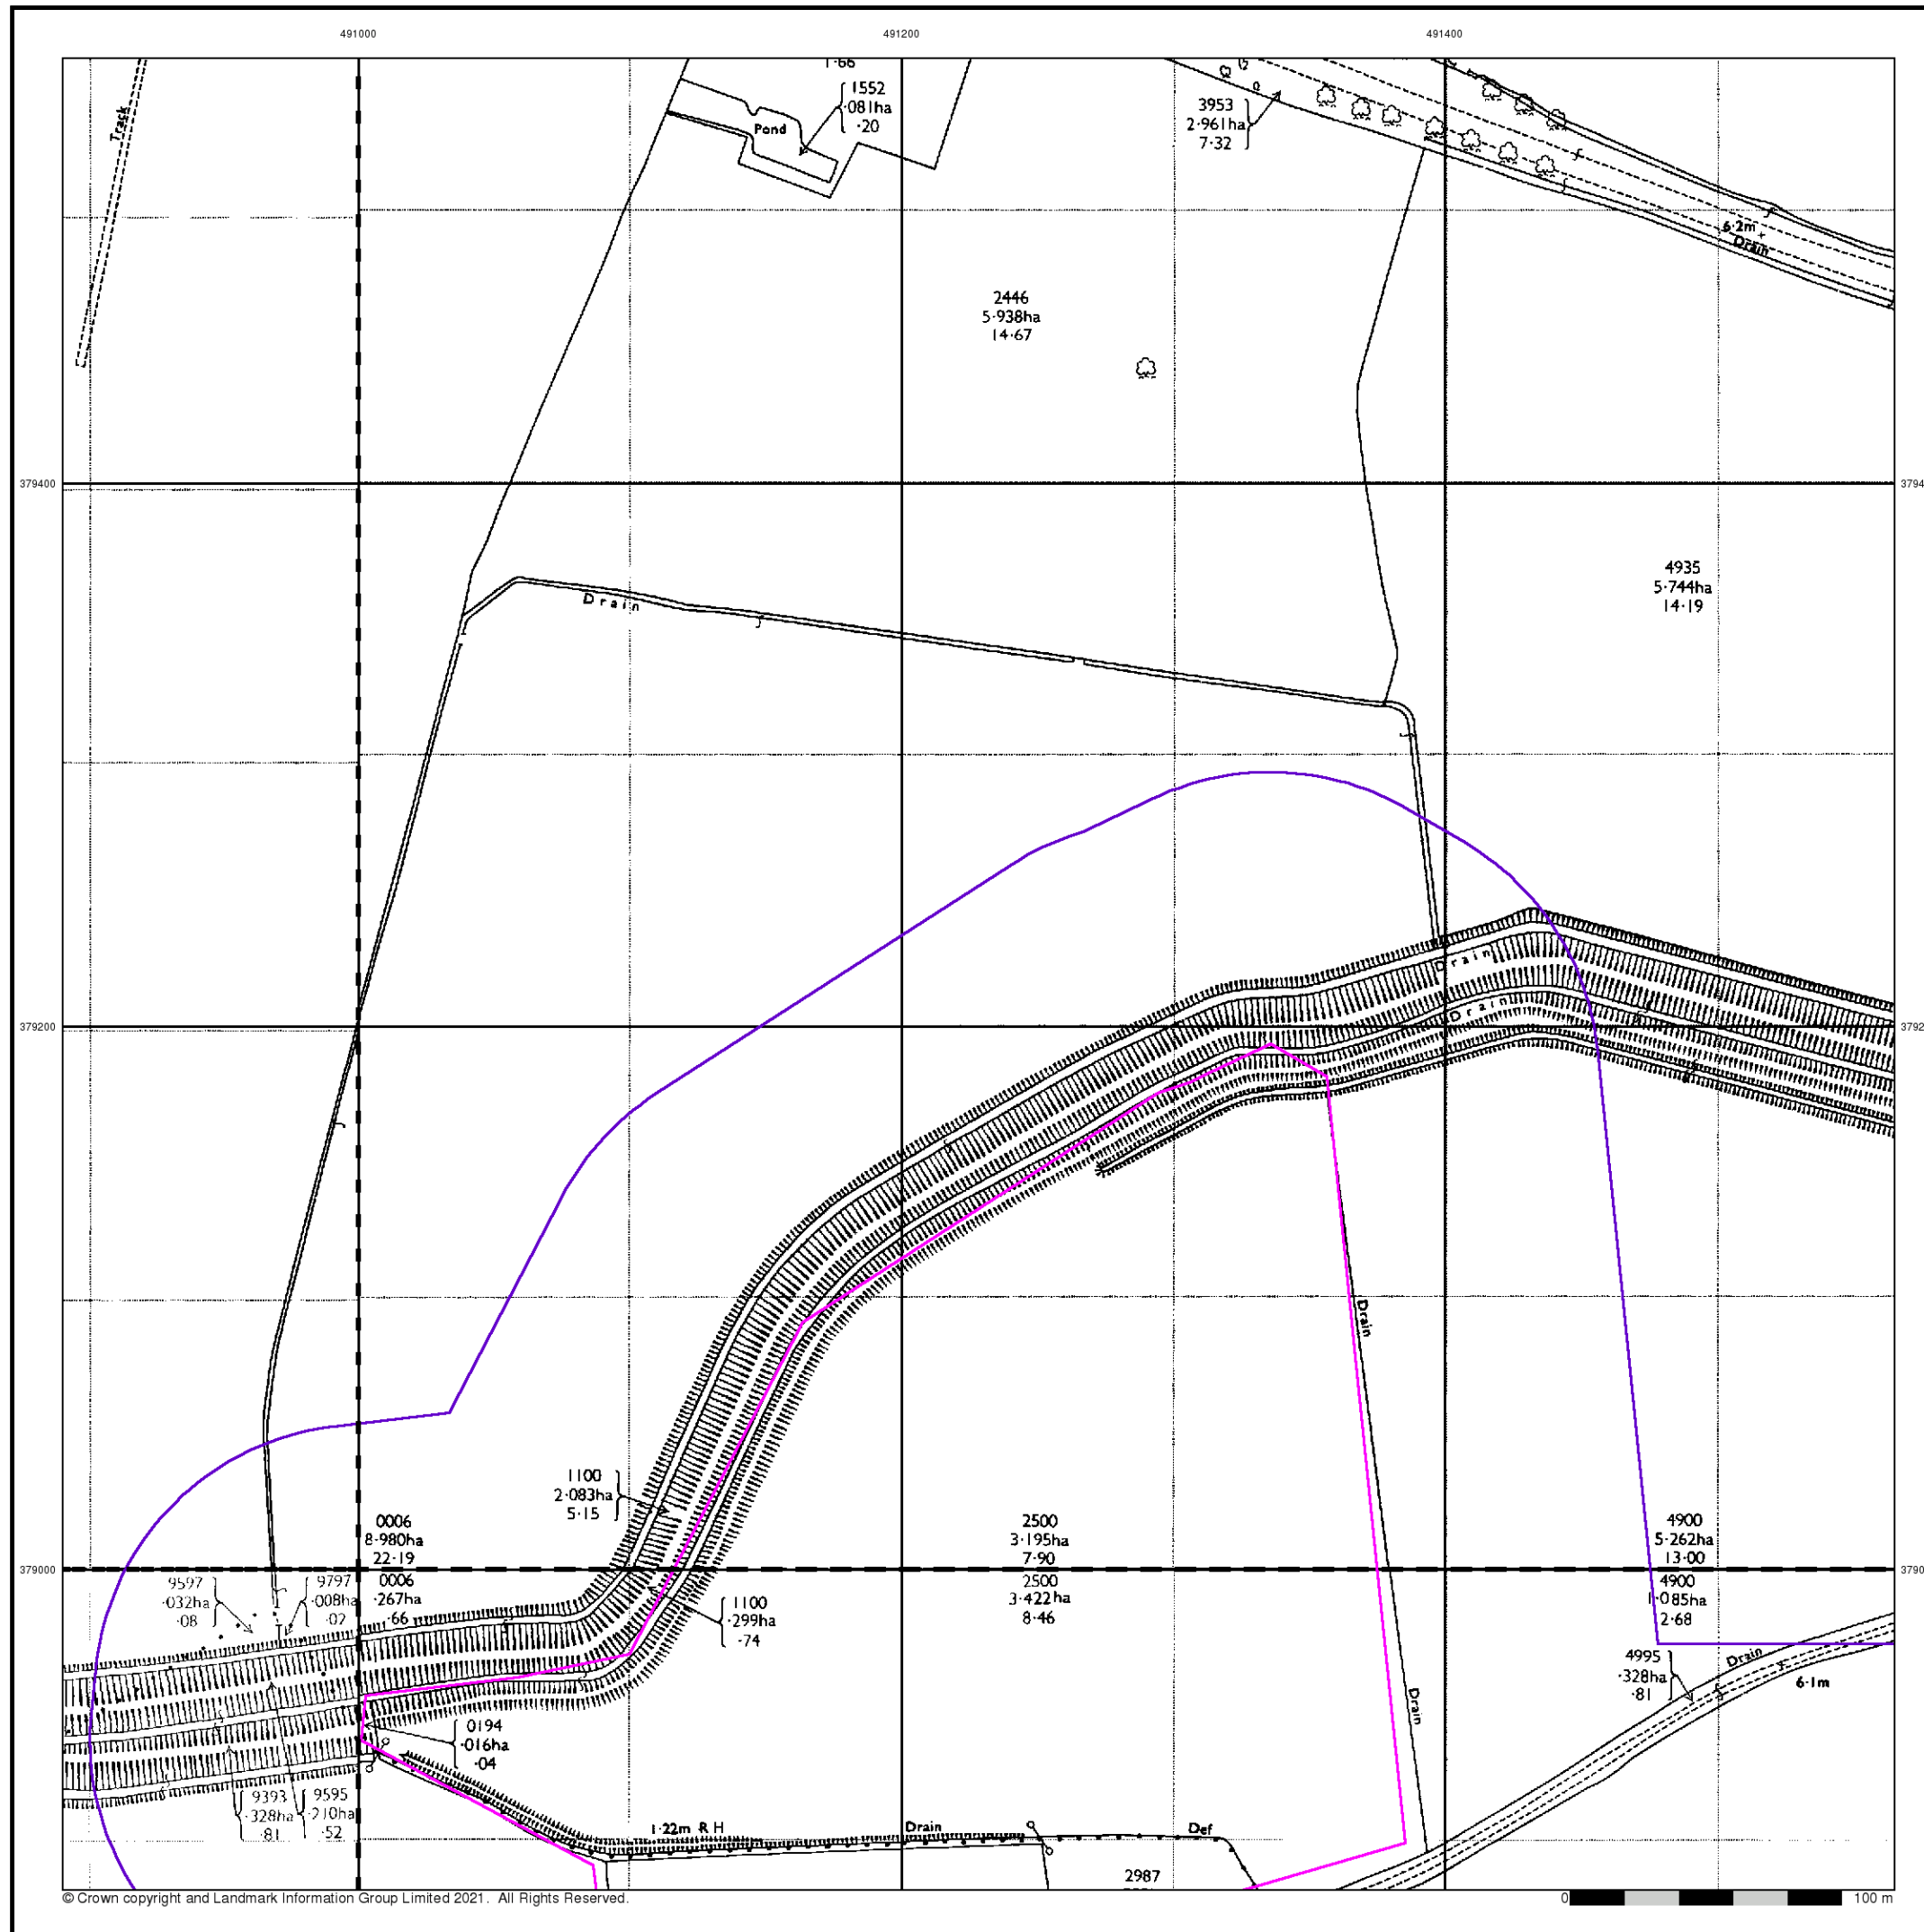 491000
491200
491400
1·66
1552
·081ha
·20
Pond
Track
3953
2·961ha
7·32
6·2m
Drain
2446
5·938ha
14·67
379400
3794
4935
5·744ha
14·19
Drain
Drain
Drain
379200
3792
Drain
1100
2·083ha
5·15
0006
8·980ha
22·19
2500
3·195ha
7·90
4900
5·262ha
13·00
379000
3790
9597
·032ha
·08
9797
·008ha
·02
0006
·267ha
·66
1100
·299ha
·74
2500
3·422ha
8·46
4900
1·085ha
2·68
4995
·328ha
·81
Drain
6·1m
Drain
0194
·016ha
·04
9393
·328ha
·81
9595
·210ha
·52
1·22m R H
Drain
Def
2987
© Crown copyright and Landmark Information Group Limited 2021. All Rights Reserved.
0
100 m